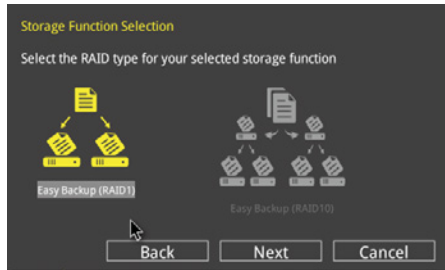 Storage Function Selection
Select the RAID type for your selected storage function
Easy Backup (RAID1)
Easy Backup (RAID10)
Back
Next
Cancel